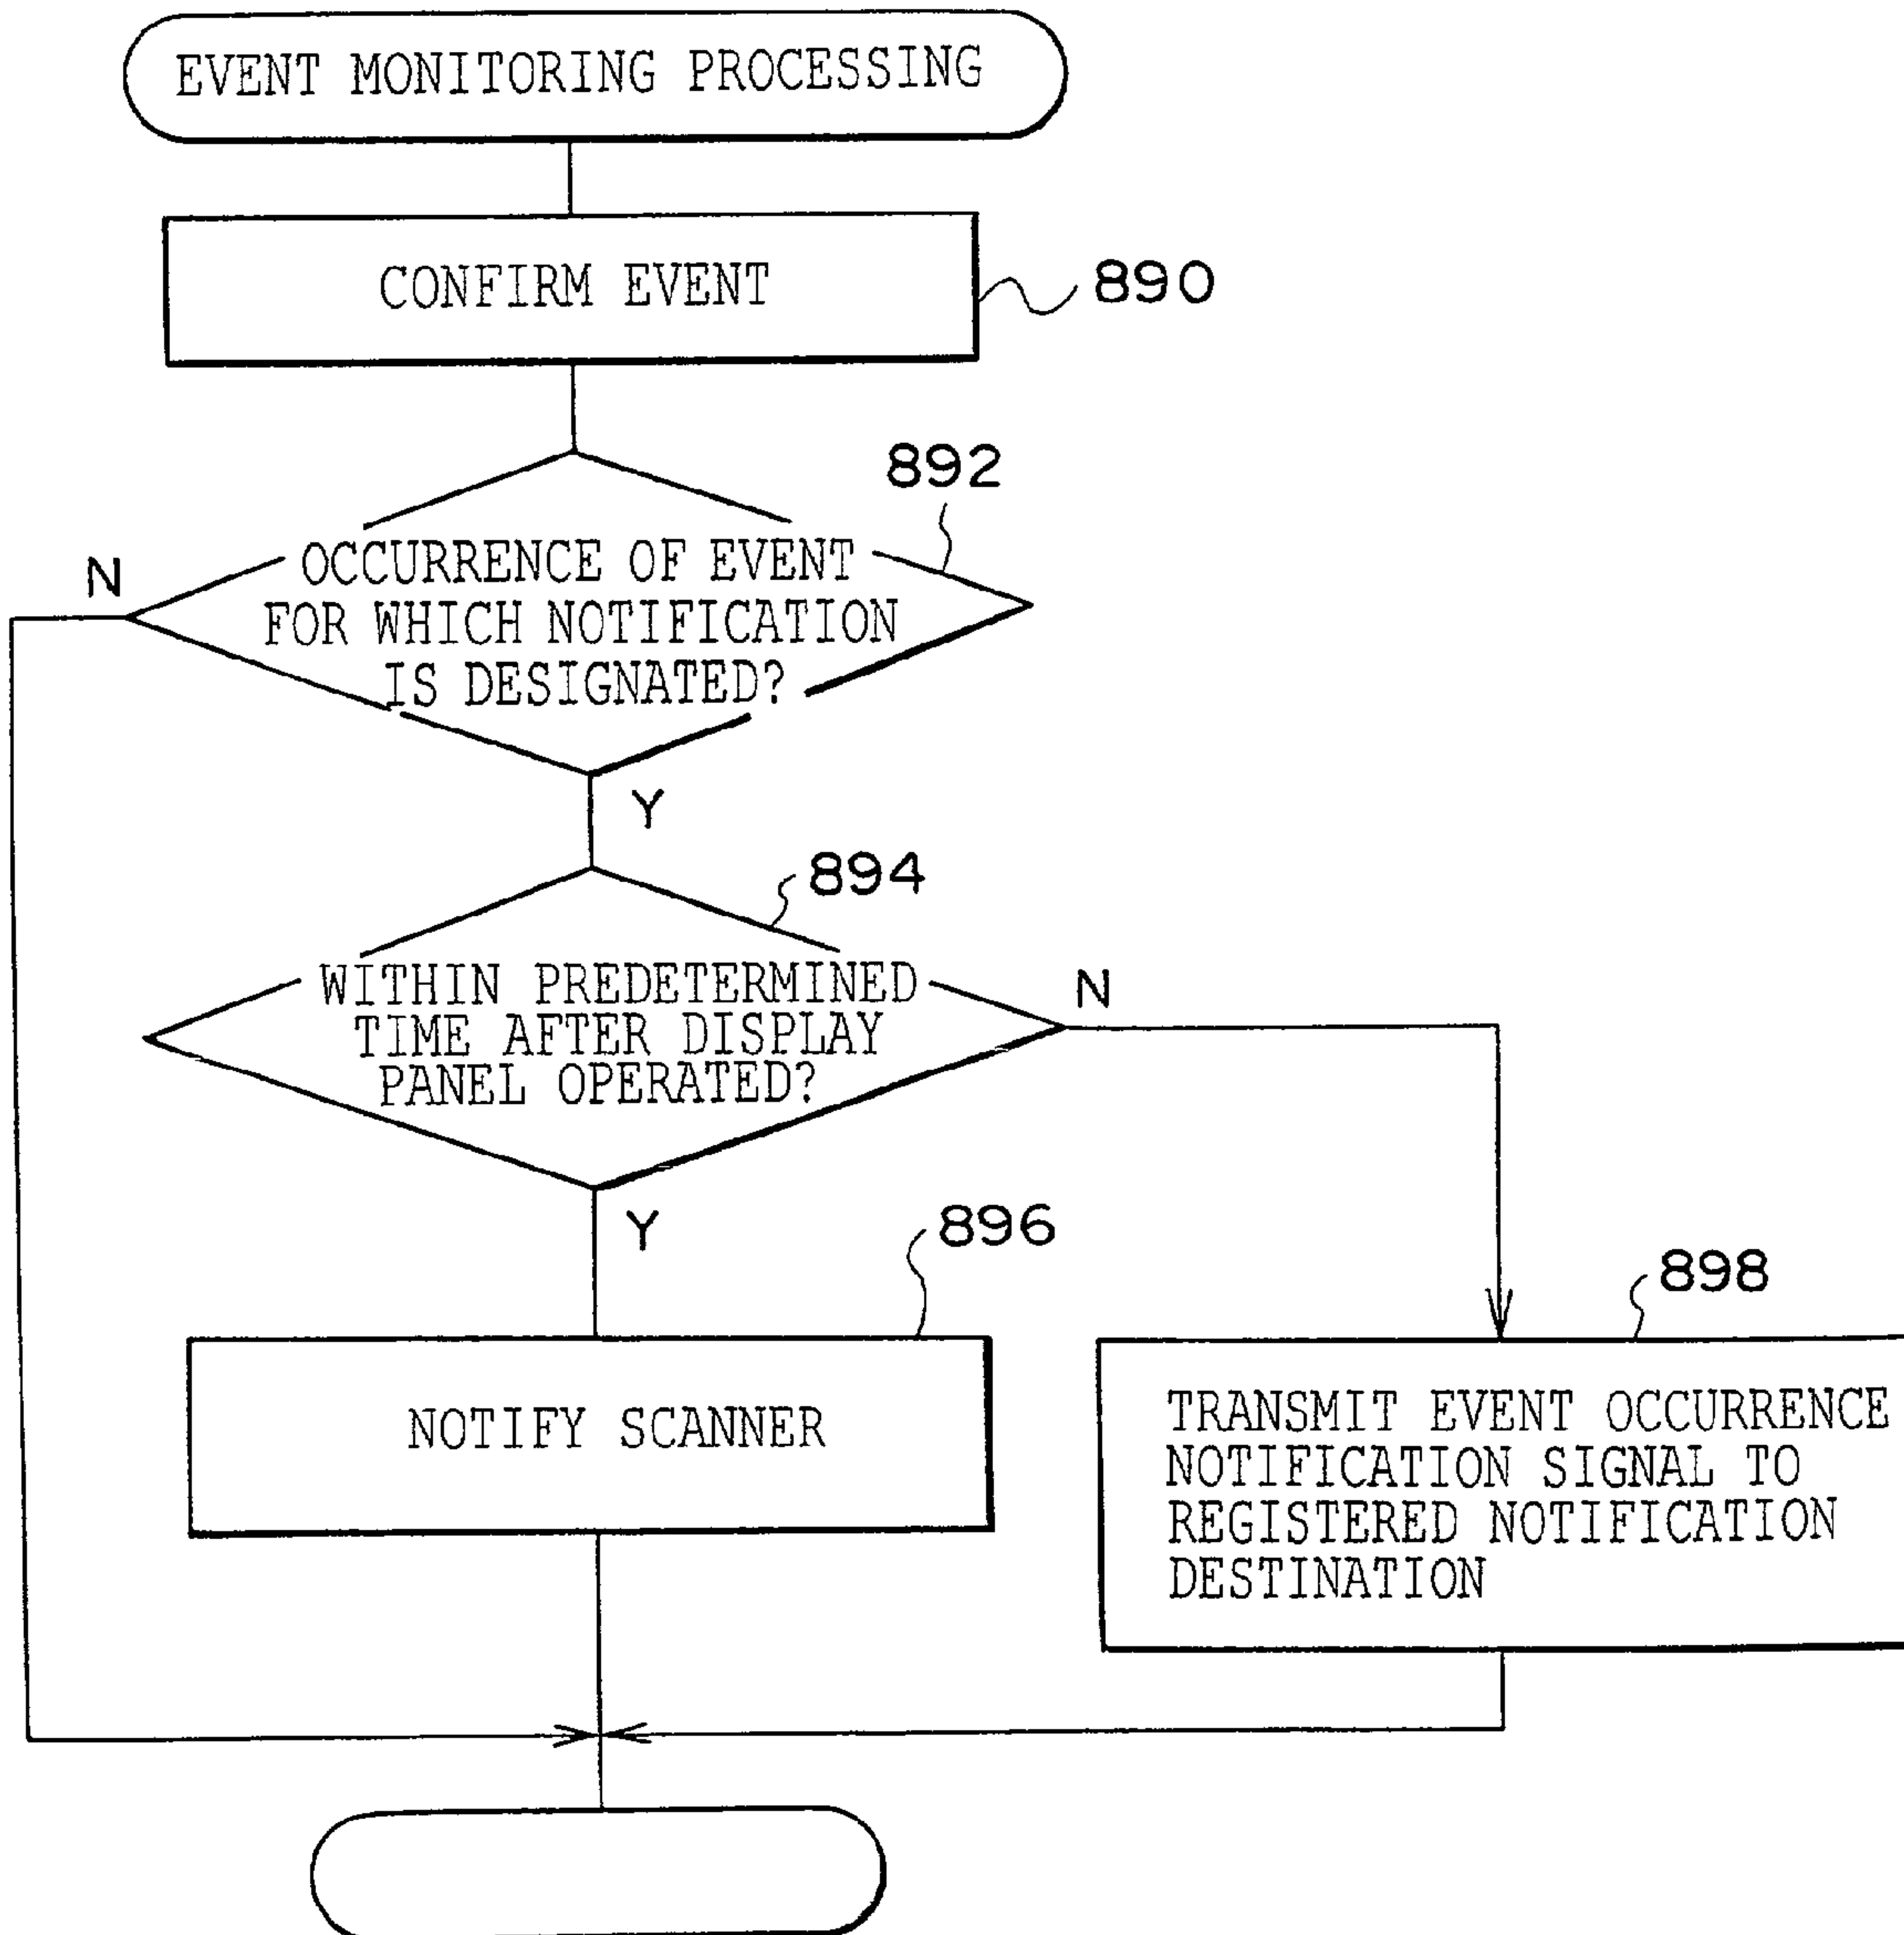 EVENT MONITORING PROCESSING
CONFIRM EVENT
890
892
N
OCCURRENCE OF EVENT
FOR WHICH NOTIFICATION
IS DESIGNATED?
Y
894
WITHIN PREDETERMINED
TIME AFTER DISPLAY
PANEL OPERATED?
N
Y
896
NOTIFY SCANNER
898
TRANSMIT EVENT OCCURRENCE
NOTIFICATION SIGNAL TO
REGISTERED NOTIFICATION
DESTINATION